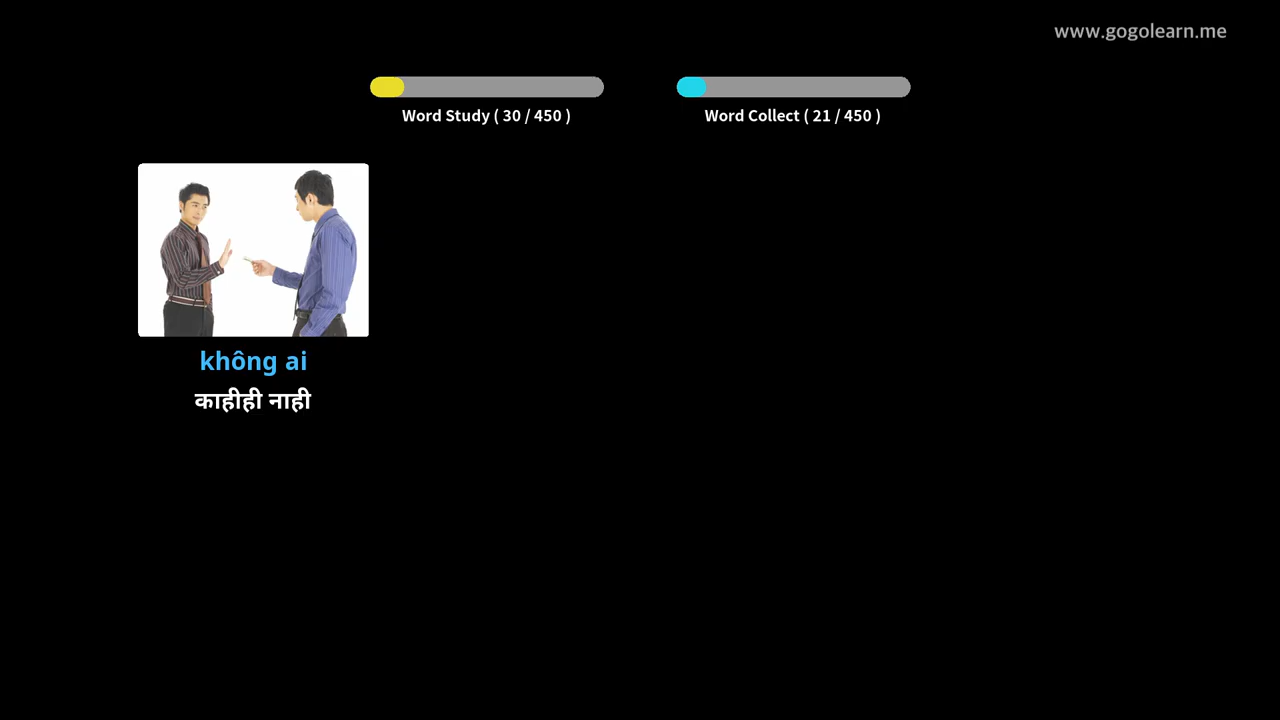 www.gogolearn.me
Word Study ( 30 / 450 )
Word Collect ( 21 / 450 )
không ai
काहीही नाही